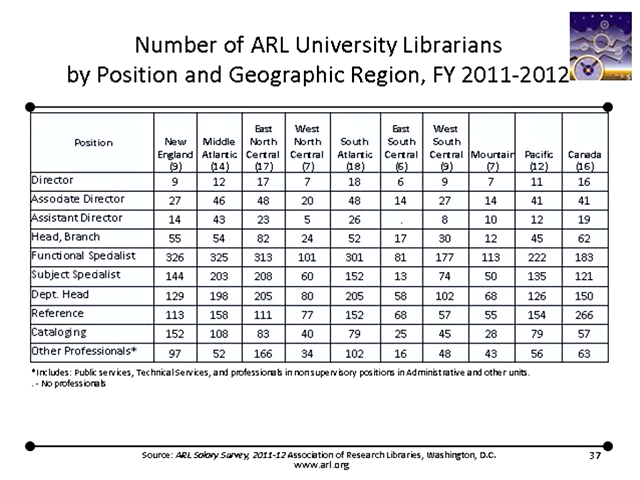 Number of ARL University Librarians
by Position and Geographic Region, FY 2011-2012
Position New England (9) Middle Atlantic (14) East North Central (17) West North Central (7) South Atlantic (18) East South Central (6) West South Central (9) Mountain (7) Pacific (12) Canada (16)
Director 9 12 17 7 18 6 9 7 11 16
Associate Director 27 46 48 20 48 14 27 14 41 41
Assistant Director 14 43 23 5 26 . 8 10 12 19
Head, Branch 55 54 82 24 52 17 30 12 45 62
Functional Specialist 326 325 313 101 301 81 177 113 222 183
Subject Specialist 144 203 208 60 152 13 74 50 135 121
Dept. Head 129 198 205 80 205 58 102 68 126 150
Reference 113 158 111 77 152 68 57 55 154 266
Cataloging 152 108 83 40 79 25 45 28 79 57
Other Professionals* 97 52 166 34 102 16 48 43 56 63
*Includes: Public services, Technical Services, and professionals in nonsupervisory positions in Administrative and other units.
. - No professionals
Source: ARL Salary Survey, 2011-12 Association of Research Libraries, Washington, D.C.
www.arl.org
37